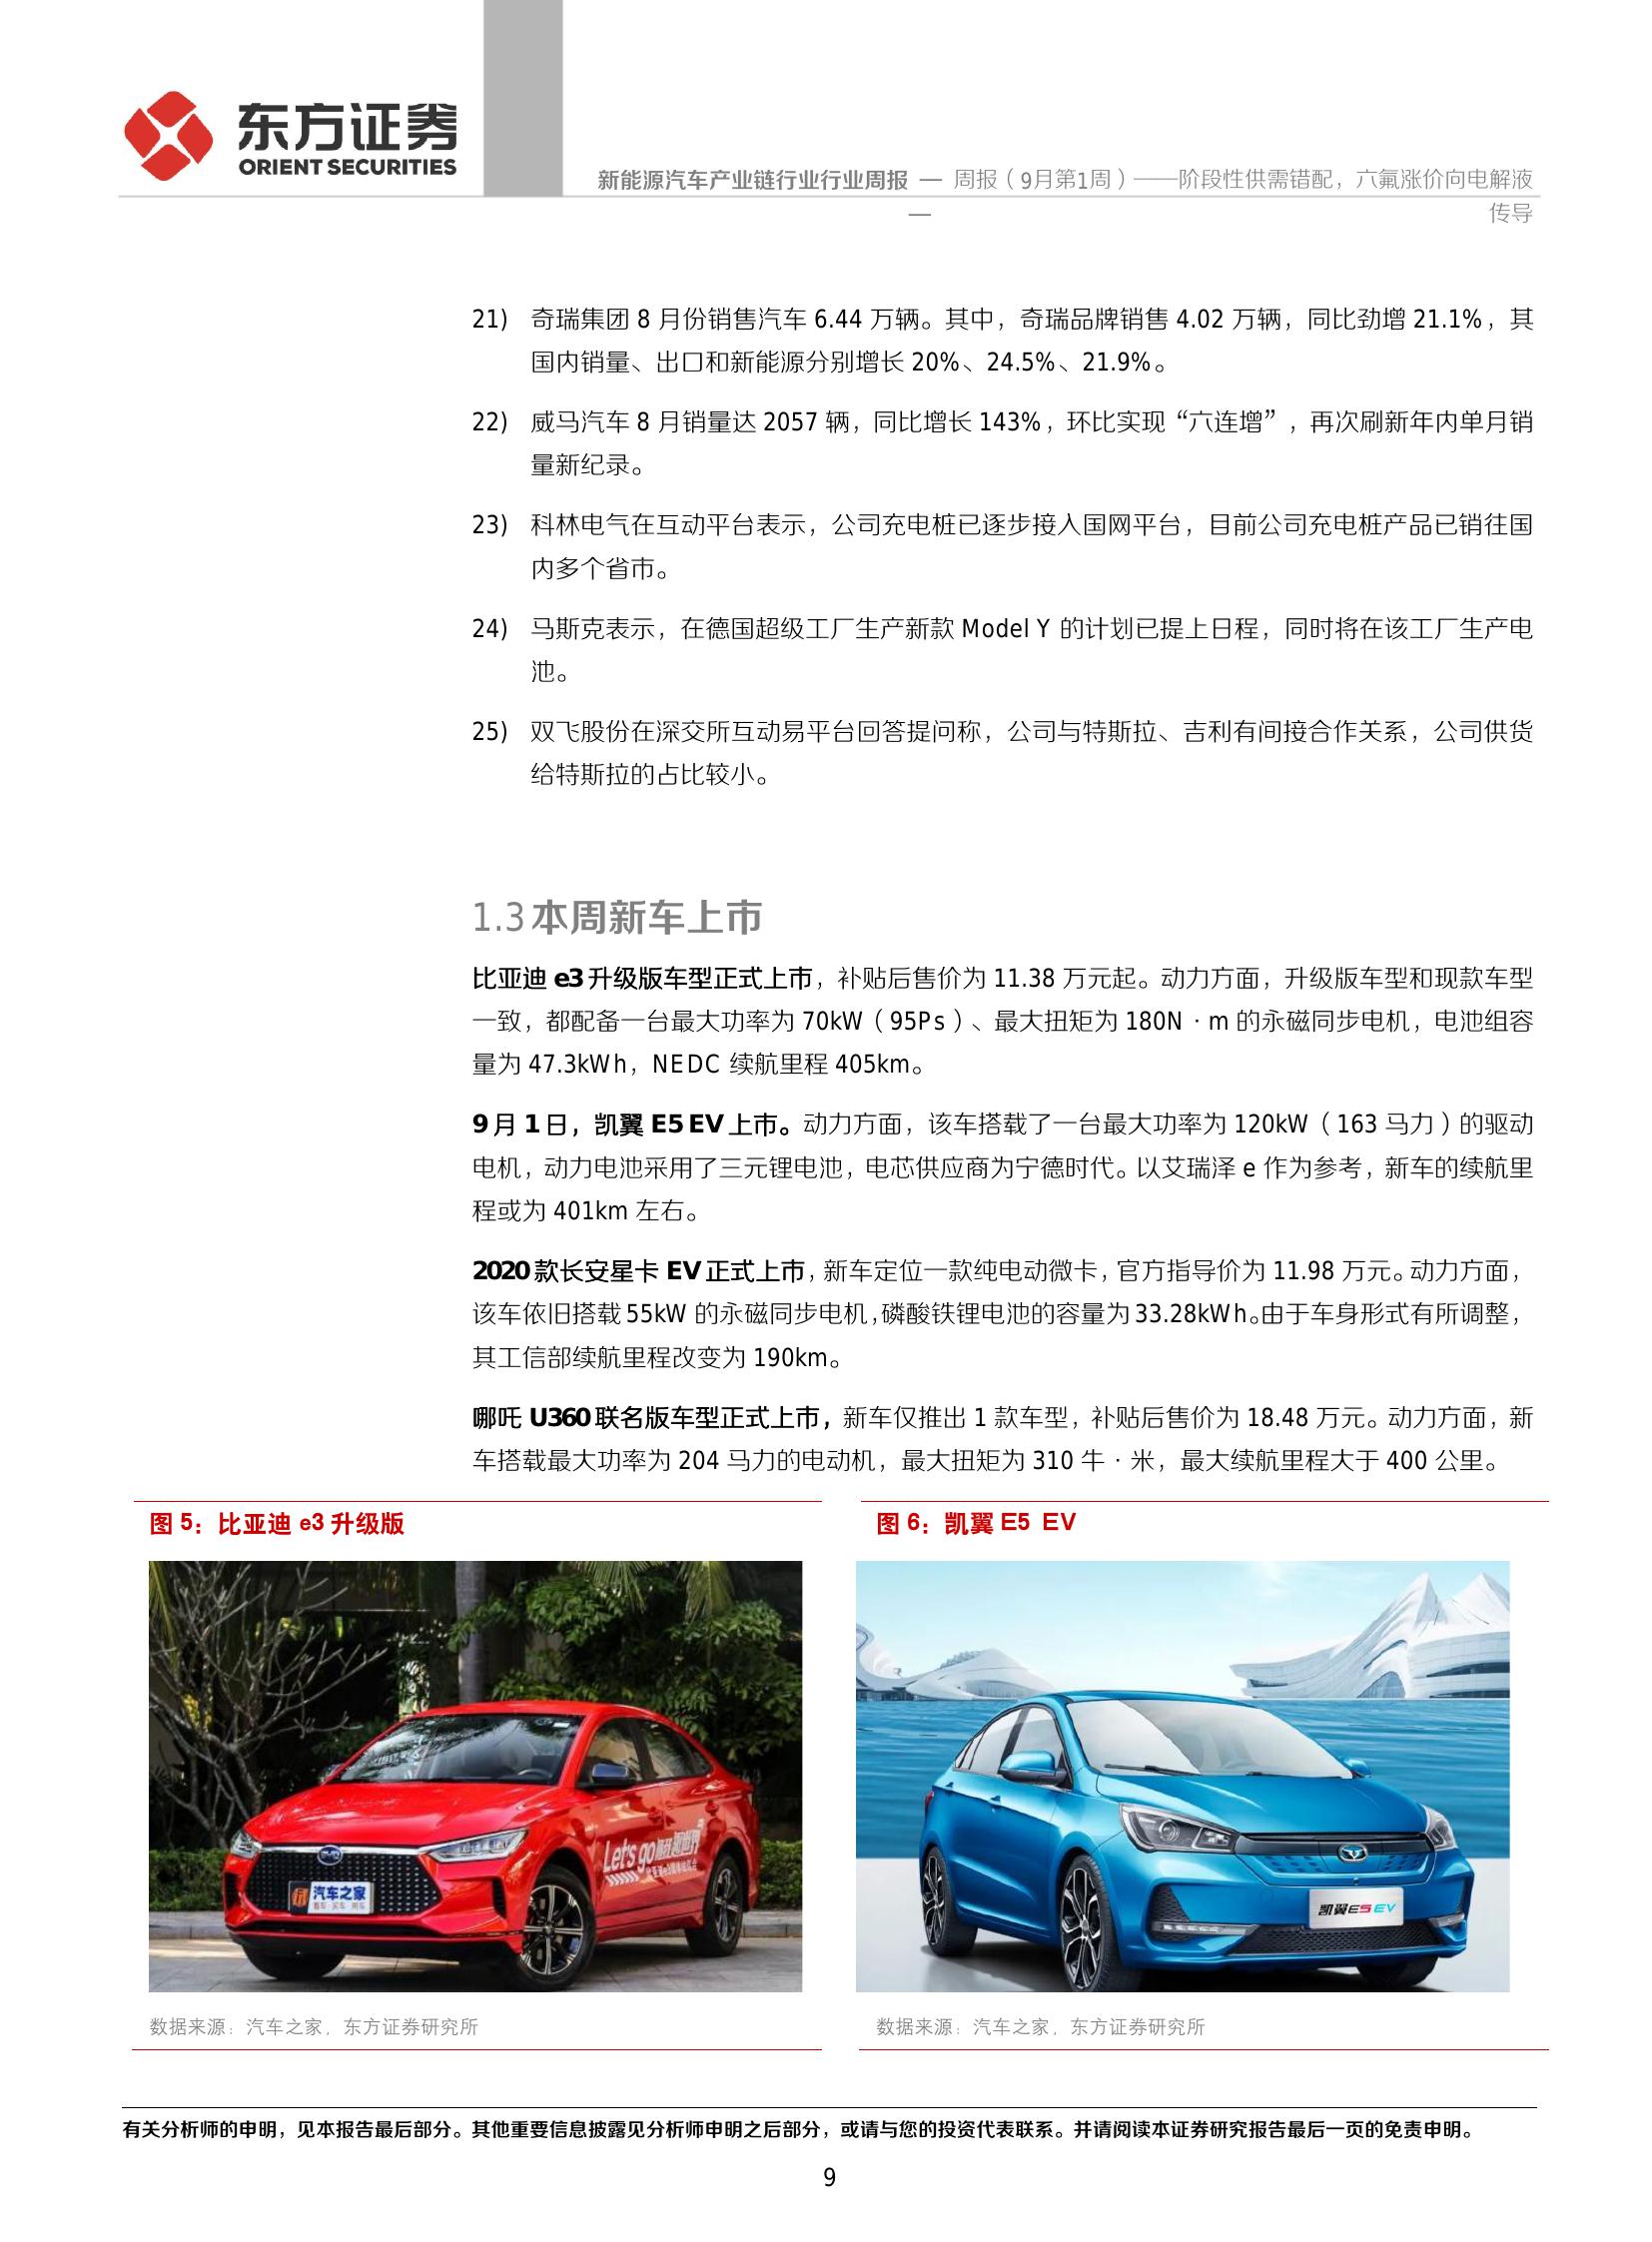 东方证券
ORIENT SECURITIES
新能源汽车产业链行业行业周报 — 周报（9月第1周）——阶段性供需错配，六氟涨价向电解液
—
传导
21) 奇瑞集团 8 月份销售汽车 6.44 万辆。其中，奇瑞品牌销售 4.02 万辆，同比劲增 21.1%，其
国内销量、出口和新能源分别增长 20%、24.5%、21.9%。
22) 威马汽车 8 月销量达 2057 辆，同比增长 143%，环比实现“六连增”，再次刷新年内单月销
量新纪录。
23) 科林电气在互动平台表示，公司充电桩已逐步接入国网平台，目前公司充电桩产品已销往国
内多个省市。
24) 马斯克表示，在德国超级工厂生产新款 Model Y 的计划已提上日程，同时将在该工厂生产电
池。
25) 双飞股份在深交所互动易平台回答提问称，公司与特斯拉、吉利有间接合作关系，公司供货
给特斯拉的占比较小。
1.3 本周新车上市
比亚迪 e3 升级版车型正式上市，补贴后售价为 11.38 万元起。动力方面，升级版车型和现款车型
一致，都配备一台最大功率为 70kW（95Ps）、最大扭矩为 180N·m 的永磁同步电机，电池组容
量为 47.3kWh，NEDC 续航里程 405km。
9 月 1 日，凯翼 E5 EV 上市。动力方面，该车搭载了一台最大功率为 120kW（163 马力）的驱动
电机，动力电池采用了三元锂电池，电芯供应商为宁德时代。以艾瑞泽 e 作为参考，新车的续航里
程或为 401km 左右。
2020 款长安星卡 EV 正式上市，新车定位一款纯电动微卡，官方指导价为 11.98 万元。动力方面，
该车依旧搭载 55kW 的永磁同步电机，磷酸铁锂电池的容量为 33.28kWh。由于车身形式有所调整，
其工信部续航里程改变为 190km。
哪吒 U360 联名版车型正式上市，新车仅推出 1 款车型，补贴后售价为 18.48 万元。动力方面，新
车搭载最大功率为 204 马力的电动机，最大扭矩为 310 牛·米，最大续航里程大于 400 公里。
图 5：比亚迪 e3 升级版
图 6：凯翼 E5 EV
Let's go
汽车之家
凯翼E5 EV
数据来源：汽车之家，东方证券研究所
数据来源：汽车之家，东方证券研究所
有关分析师的申明，见本报告最后部分。其他重要信息披露见分析师申明之后部分，或请与您的投资代表联系。并请阅读本证券研究报告最后一页的免责申明。
9